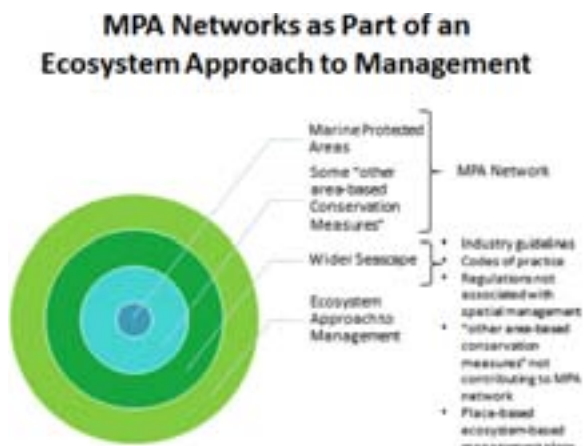 MPA Networks as Part of an
Ecosystem Approach to Management
Marine Protected
Areas
Some "other
area-based
Conservation
Measures"
MPA Network
Wider Seascape
Ecosystem
Approach to
Management
• Industry guidelines
• Codes of practice
• Regulations not
associated with
spatial management
• "other area-based
conservation
measures" not
contributing to MPA
network
• Place-based
ecosystem-based